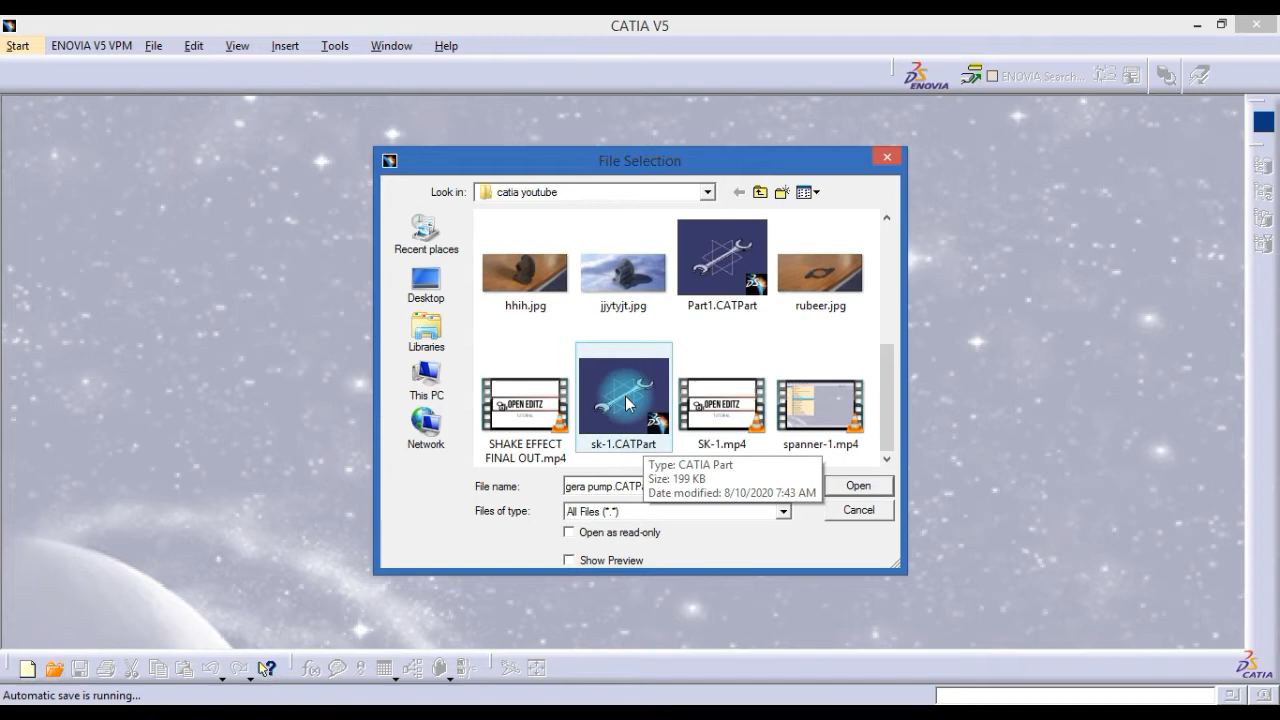 CATIA V5
Start ENOVIA V5 VPM File Edit View Insert Tools Window Help
ENOVIA
ENOVIA Search...
File Selection
Look in: catia youtube
Recent places
Desktop
Libraries
This PC
Network
hhih.jpg jjytyjt.jpg Part1.CATPart rubeer.jpg
OPEN EDITZ
OPEN EDITZ
SHAKE EFFECT
FINAL OUT.mp4
sk-1.CATPart SK-1.mp4 spanner-1.mp4
Type: CATIA Part
Size: 199 KB
Date modified: 8/10/2020 7:43 AM
File name: gera pump.CATP
Open
Files of type: All Files (*.*)
Cancel
Open as read-only
Show Preview
CATIA
Automatic save is running...